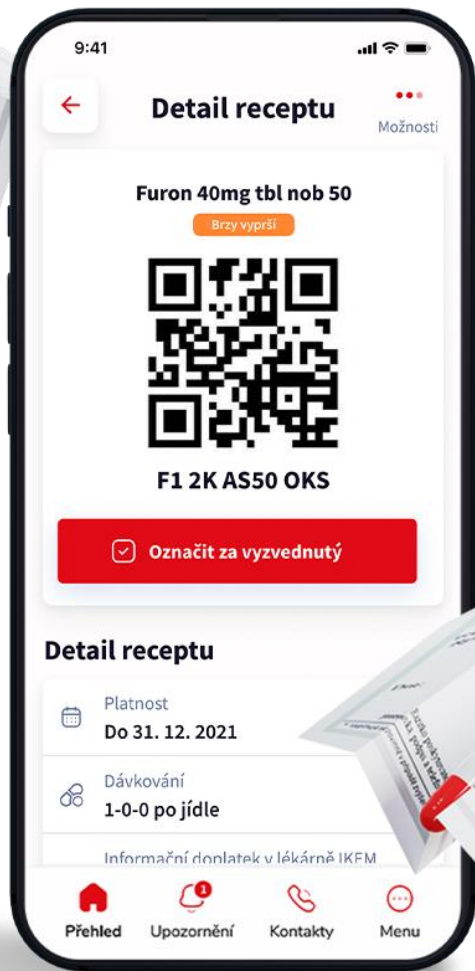 9:41
Detail receptu
Možnosti
Furon 40mg tbl nob 50
Brzy vyprší
F1 2K AS50 OKS
Označit za vyzvednutý
Detail receptu
Platnost
Do 31. 12. 2021
Dávkování
1-0-0 po jídle
Informační doplatek v lékárně IKEM
1
Přehled
Upozornění
Kontakty
Menu